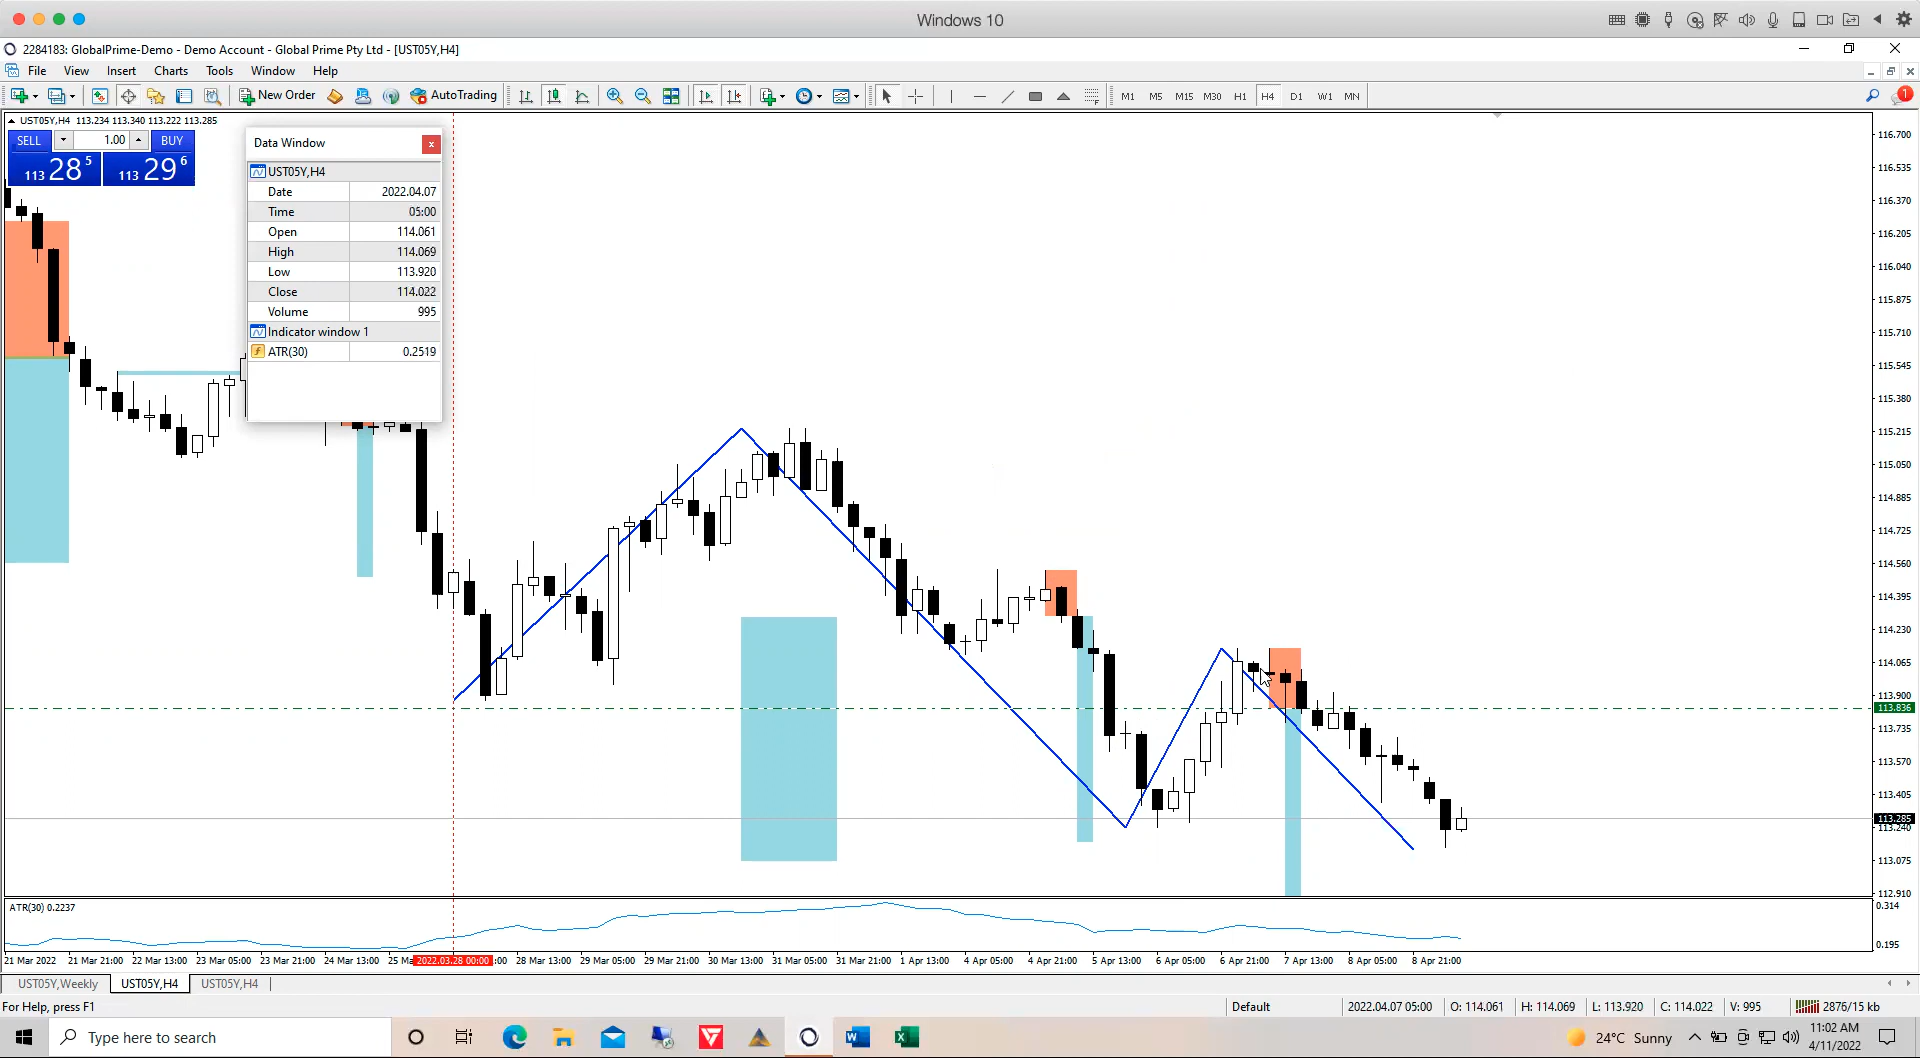 Windows 10
2284183: GlobalPrime-Demo - Demo Account - Global Prime Pty Ltd - [UST05Y,H4]
File View Insert Charts Tools Window Help
New Order AutoTrading M1 M5 M15 M30 H1 H4 D1 W1 MN 1
UST05Y,H4 113.234 113.340 113.222 113.285
SELL 1.00 BUY
113 28 5 113 29 6
Data Window
UST05Y,H4
Date 2022.04.07
Time 05:00
Open 114.061
High 114.069
Low 113.920
Close 114.022
Volume 995
Indicator window 1
ATR(30) 0.2519
116.700
116.535
116.370
116.205
116.040
115.875
115.710
115.545
115.380
115.215
115.050
114.885
114.725
114.560
114.395
114.230
114.065
113.900
113.836
113.735
113.570
113.405
113.285
113.240
113.075
112.910
ATR(30) 0.2237
0.314
0.195
21 Mar 2022 21 Mar 21:00 22 Mar 13:00 23 Mar 05:00 23 Mar 21:00 24 Mar 13:00 25 Ma 2022.03.28 00:00 :00 28 Mar 13:00 29 Mar 05:00 29 Mar 21:00 30 Mar 13:00 31 Mar 05:00 31 Mar 21:00 1 Apr 13:00 4 Apr 05:00 4 Apr 21:00 5 Apr 13:00 6 Apr 05:00 6 Apr 21:00 7 Apr 13:00 8 Apr 05:00 8 Apr 21:00
UST05Y,Weekly UST05Y,H4 UST05Y,H4
For Help, press F1 Default 2022.04.07 05:00 O: 114.061 H: 114.069 L: 113.920 C: 114.022 V: 995 2876/15 kb
Type here to search 24°C Sunny 11:02 AM
4/11/2022